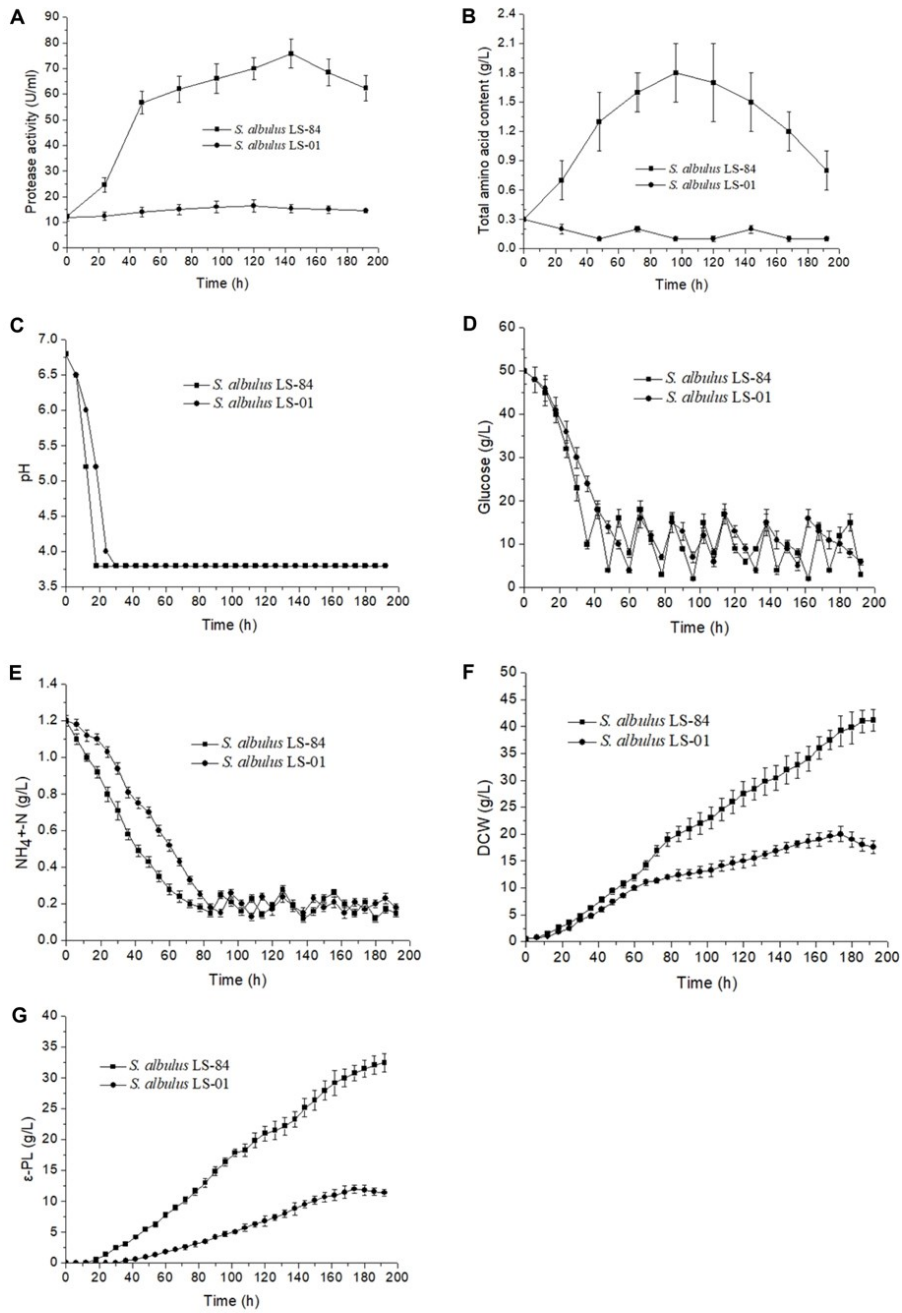 A
Protease activity (U/ml)
90
80
70
60
50
40
30
20
10
0
S. albulus LS-84
S. albulus LS-01
0 20 40 60 80 100 120 140 160 180 200
Time (h)
B
Total amino acid content (g/L)
2.4
2.1
1.8
1.5
1.2
0.9
0.6
0.3
0.0
S. albulus LS-84
S. albulus LS-01
0 20 40 60 80 100 120 140 160 180 200
Time (h)
C
pH
7.0
6.5
6.0
5.5
5.0
4.5
4.0
3.5
S. albulus LS-84
S. albulus LS-01
0 20 40 60 80 100 120 140 160 180 200
Time (h)
D
Glucose (g/L)
50
40
30
20
10
0
S. albulus LS-84
S. albulus LS-01
0 20 40 60 80 100 120 140 160 180 200
Time (h)
E
NH4+-N (g/L)
1.4
1.2
1.0
0.8
0.6
0.4
0.2
0.0
S. albulus LS-84
S. albulus LS-01
0 20 40 60 80 100 120 140 160 180 200
Time (h)
F
DCW (g/L)
50
45
40
35
30
25
20
15
10
5
0
S. albulus LS-84
S. albulus LS-01
0 20 40 60 80 100 120 140 160 180 200
Time (h)
G
ε-PL (g/L)
40
35
30
25
20
15
10
5
0
S. albulus LS-84
S. albulus LS-01
0 20 40 60 80 100 120 140 160 180 200
Time (h)